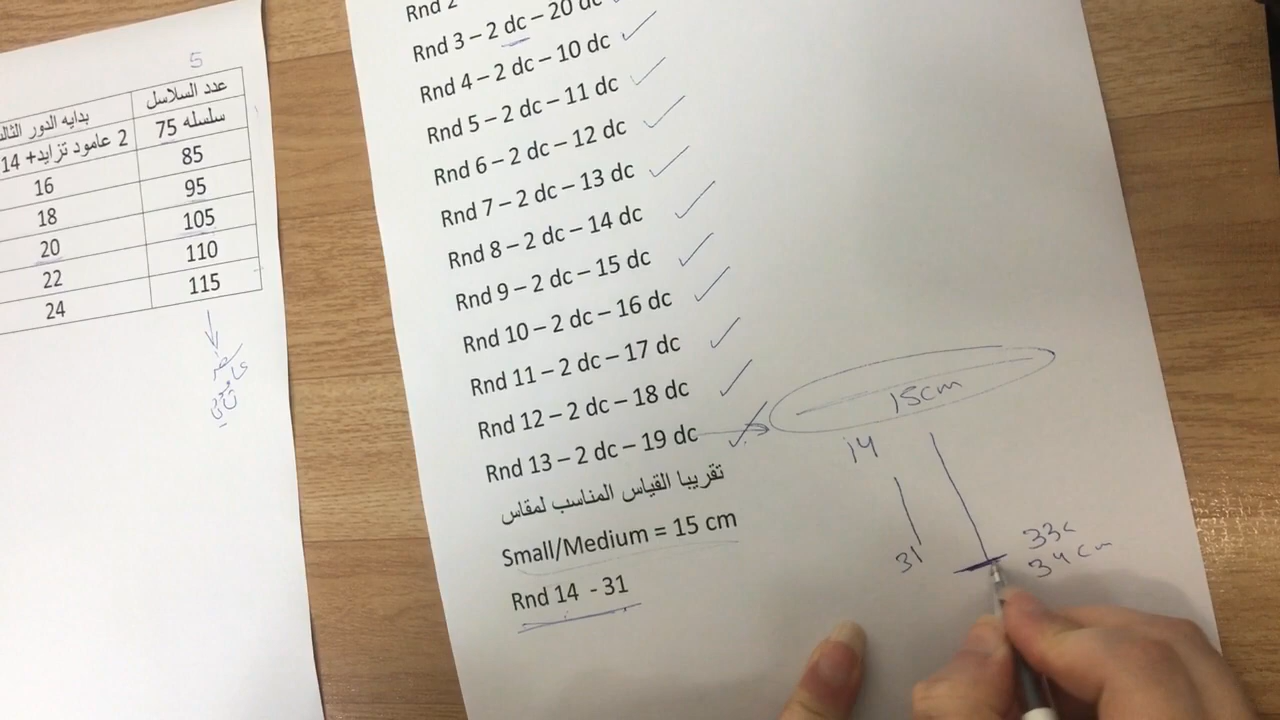 5
عدد السلاسل
بدايه الدور الثالث
سلسله 75
2 عامود تزايد+ 14
85
16
95
18
105
20
110
22
115
24
Rnd 2
Rnd 3 – 2 dc – 20 dc
Rnd 4 – 2 dc – 10 dc
Rnd 5 – 2 dc – 11 dc
Rnd 6 – 2 dc – 12 dc
Rnd 7 – 2 dc – 13 dc
Rnd 8 – 2 dc – 14 dc
Rnd 9 – 2 dc – 15 dc
Rnd 10 – 2 dc – 16 dc
Rnd 11 – 2 dc – 17 dc
Rnd 12 – 2 dc – 18 dc
Rnd 13 – 2 dc – 19 dc
تقريبا القياس المناسب لمقاس
Small/Medium = 15 cm
Rnd 14 - 31
15cm
14
31
33c
34cm